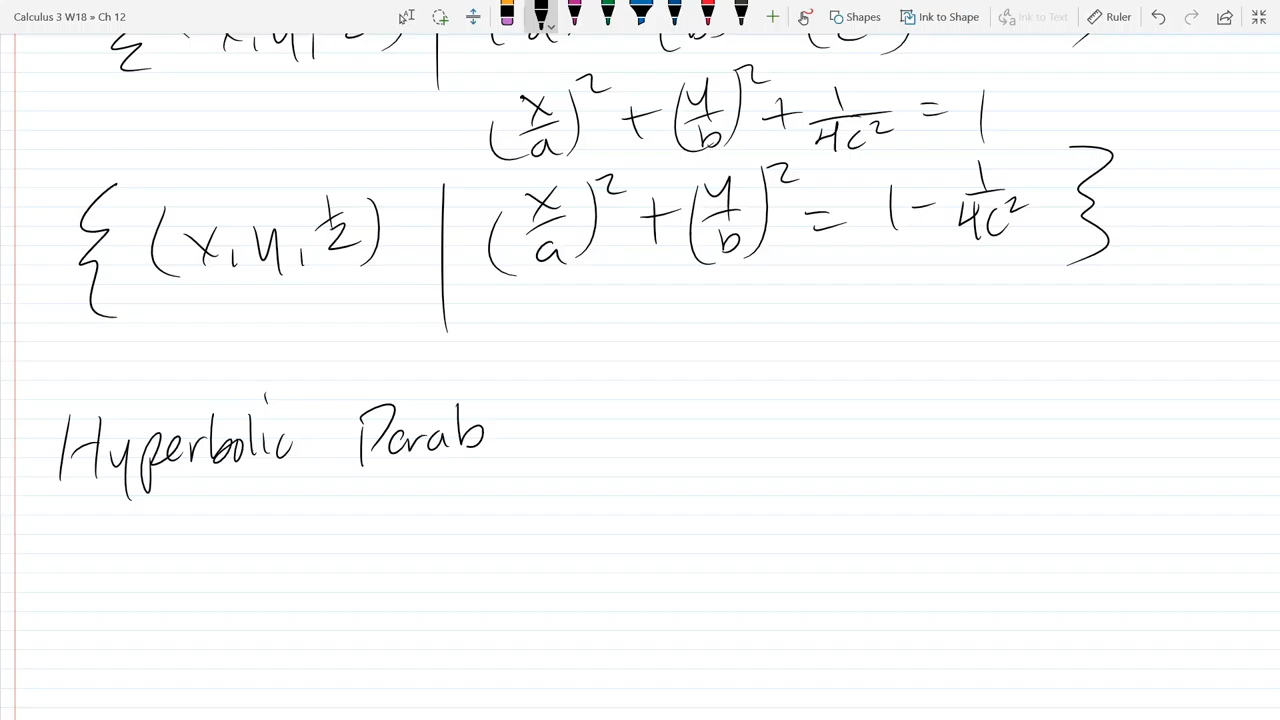 Calculus 3 W18 » Ch 12 Shapes Ink to Shape Ink to Text Ruler
(x/a)² + (y/b)² + 1/4c² = 1
{ (x, y, 1/2) | (x/a)² + (y/b)² = 1 - 1/4c² }
Hyperbolic Parab